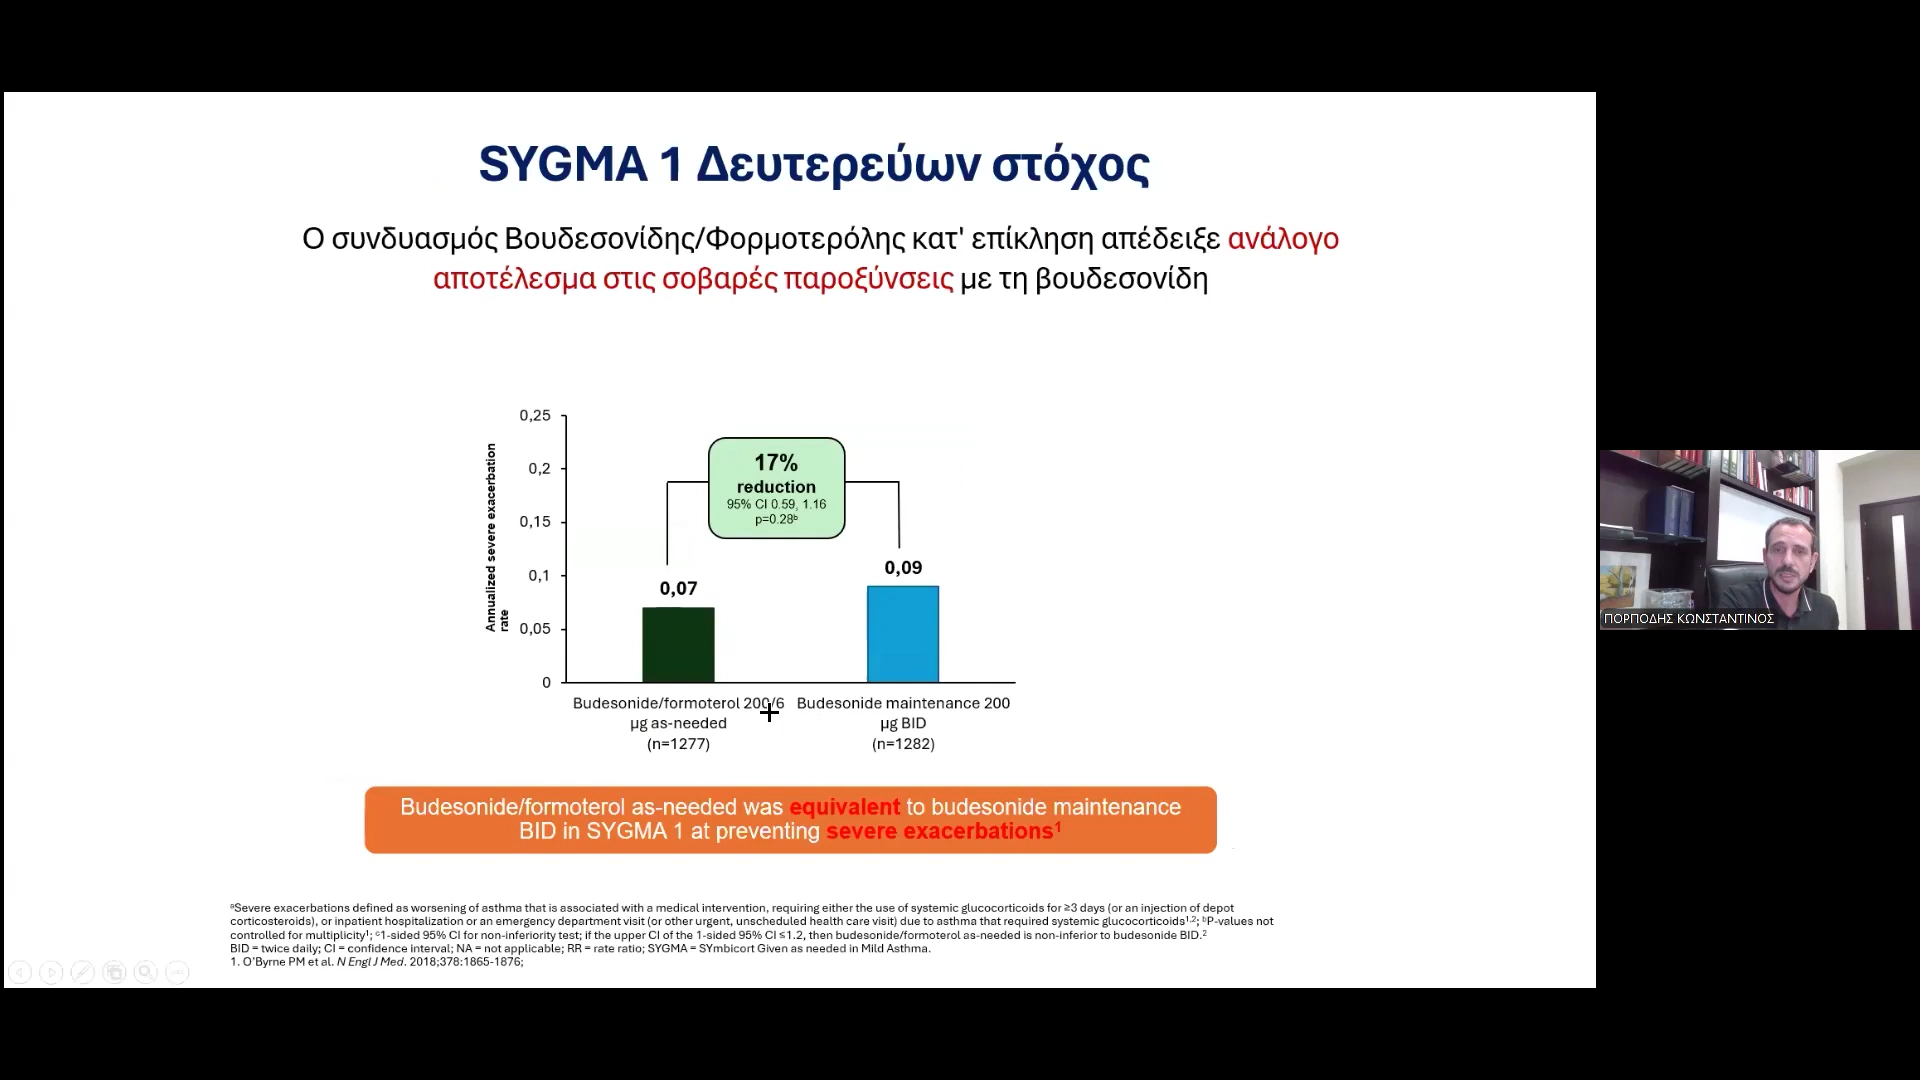 SYGMA 1 Δευτερεύων στόχος
Ο συνδυασμός Βουδεσονίδης/Φορμοτερόλης κατ' επίκληση απέδειξε ανάλογο
αποτέλεσμα στις σοβαρές παροξύνσεις με τη βουδεσονίδη
Annualized severe exacerbation
rate
0,25
0,2
0,15
0,1
0,05
0
17%
reduction
95% CI 0.59, 1.16
p=0.28ᵇ
0,07
0,09
Budesonide/formoterol 200/6
µg as-needed
(n=1277)
Budesonide maintenance 200
µg BID
(n=1282)
Budesonide/formoterol as-needed was equivalent to budesonide maintenance
BID in SYGMA 1 at preventing severe exacerbations¹
ᵃSevere exacerbations defined as worsening of asthma that is associated with a medical intervention, requiring either the use of systemic glucocorticoids for ≥3 days (or an injection of depot
corticosteroids), or inpatient hospitalization or an emergency department visit (or other urgent, unscheduled health care visit) due to asthma that required systemic glucocorticoids¹,²; ᵇP-values not
controlled for multiplicity¹; ᶜ1-sided 95% CI for non-inferiority test; if the upper CI of the 1-sided 95% CI ≤1.2, then budesonide/formoterol as-needed is non-inferior to budesonide BID.²
BID = twice daily; CI = confidence interval; NA = not applicable; RR = rate ratio; SYGMA = SYmbicort Given as needed in Mild Asthma.
1. O'Byrne PM et al. N Engl J Med. 2018;378:1865-1876;
ΠΟΡΠΟΔΗΣ ΚΩΝΣΤΑΝΤΙΝΟΣ